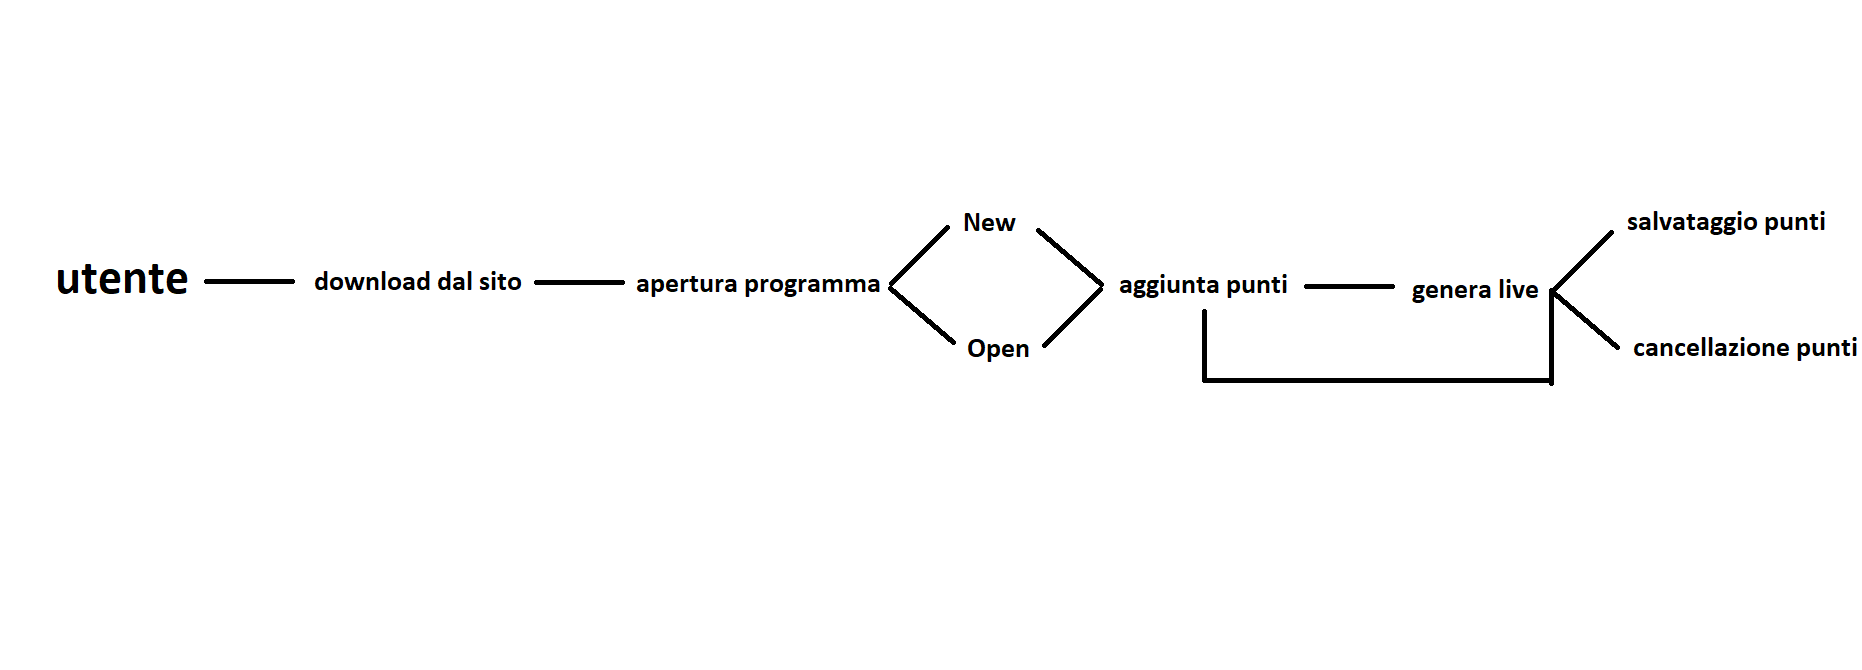 utente
download dal sito
apertura programma
New
Open
aggiunta punti
genera live
salvataggio punti
cancellazione punti